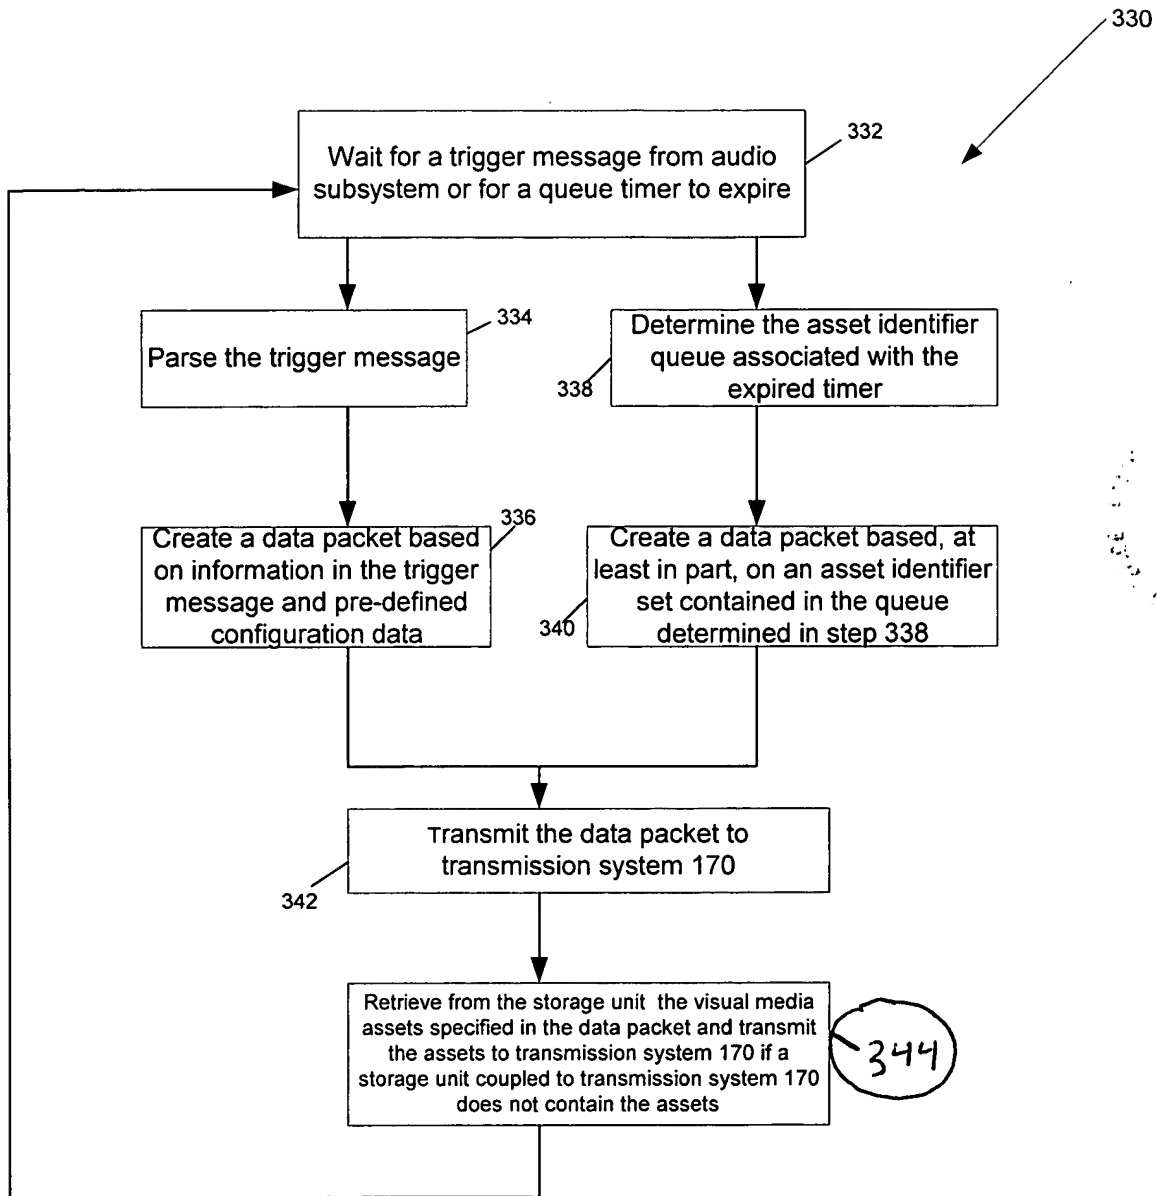 330
Wait for a trigger message from audio
subsystem or for a queue timer to expire
332
Parse the trigger message
334
Determine the asset identifier
queue associated with the
expired timer
338
Create a data packet based
on information in the trigger
message and pre-defined
configuration data
336
Create a data packet based, at
least in part, on an asset identifier
set contained in the queue
determined in step 338
340
Transmit the data packet to
transmission system 170
342
Retrieve from the storage unit the visual media
assets specified in the data packet and transmit
the assets to transmission system 170 if a
storage unit coupled to transmission system 170
does not contain the assets
344